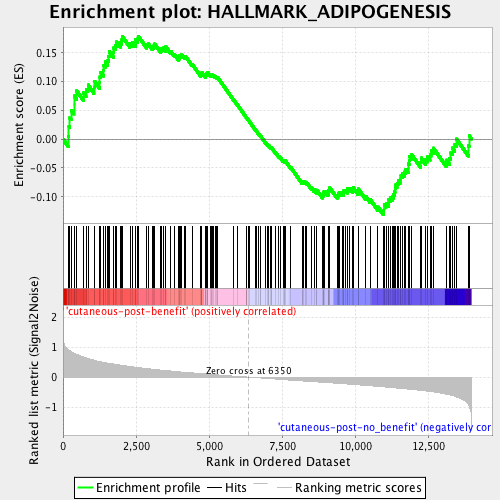 Enrichment plot: HALLMARK_ADIPOGENESIS
Enrichment score (ES)
0.15
0.10
0.05
0.00
-0.05
-0.10
Ranked list metric (Signal2Noise)
'cutaneous-post-benefit' (positively correlated)
2
1
0
-1
Zero cross at 6350
'cutaneous-post-no_benefit' (negatively cor
0
2,500
5,000
7,500
10,000
12,500
Rank in Ordered Dataset
Enrichment profile
Hits
Ranking metric scores